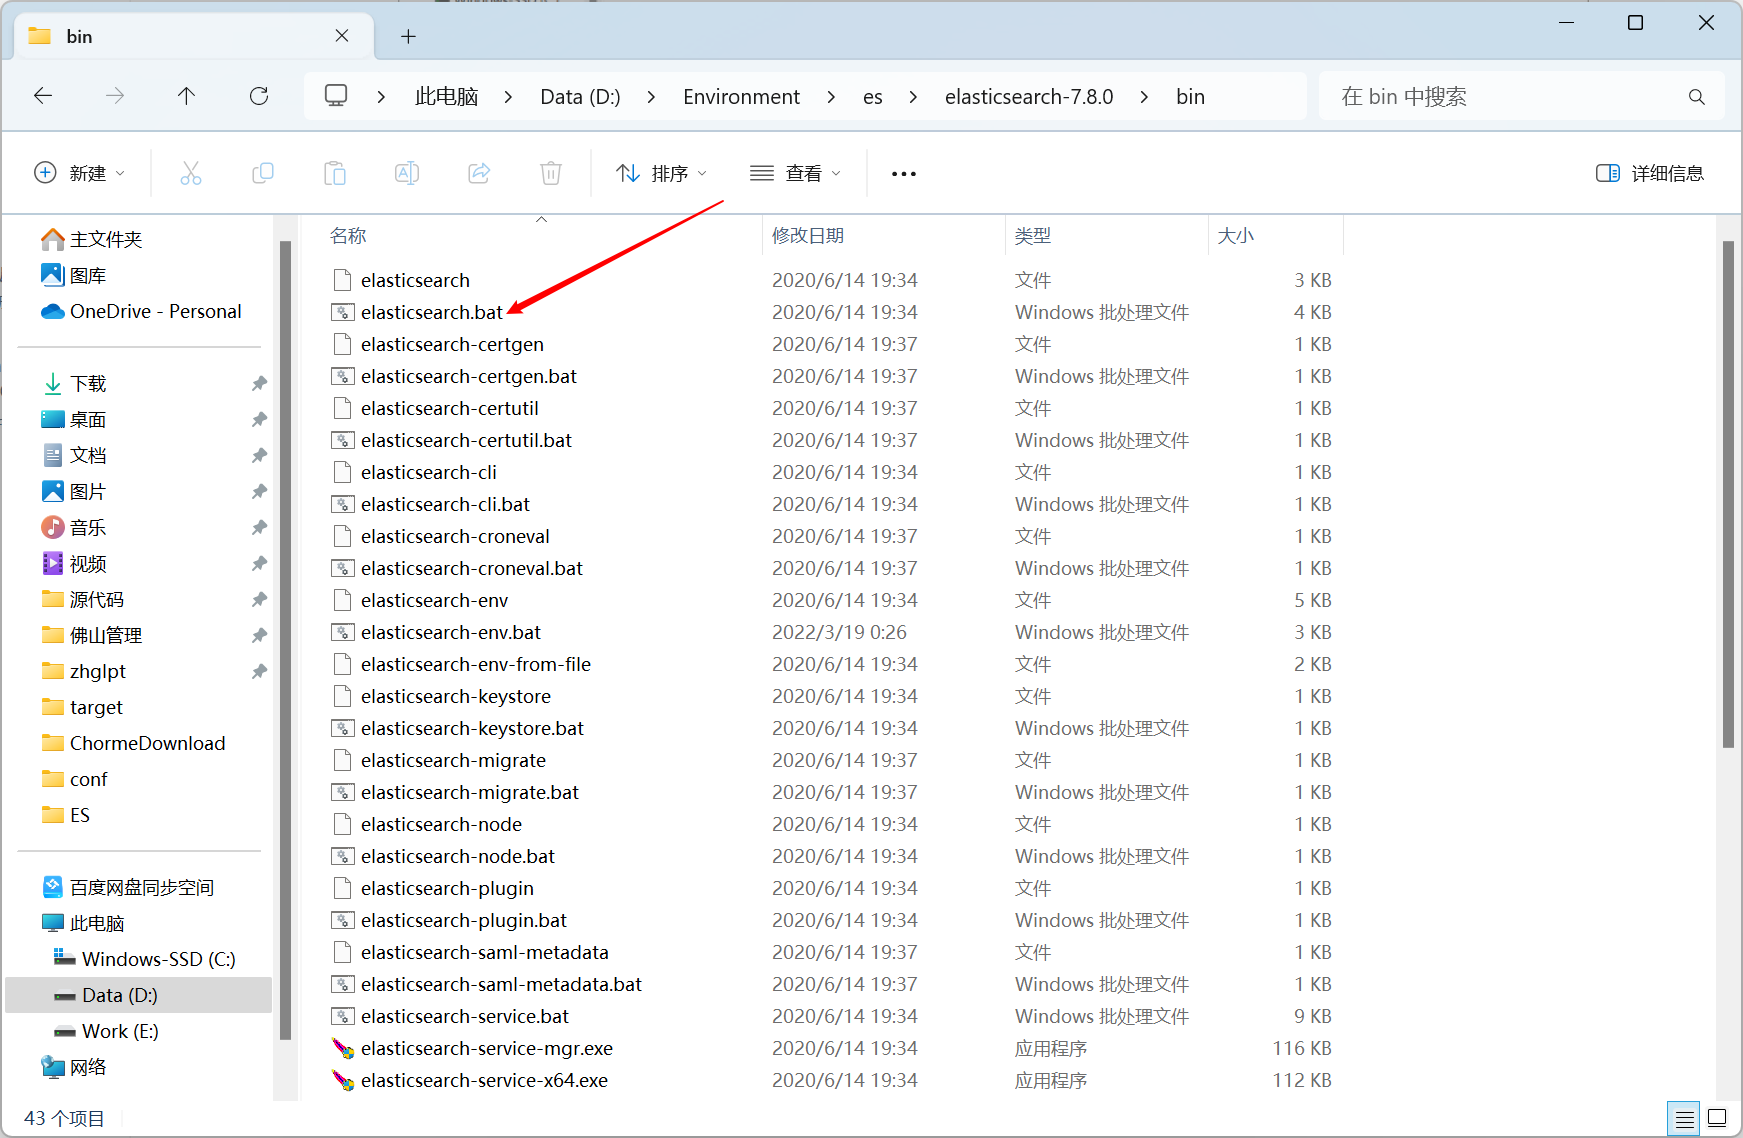 bin
此电脑 Data (D:) Environment es elasticsearch-7.8.0 bin
在 bin 中搜索
新建 排序 查看 ••• 详细信息
主文件夹
图库
OneDrive - Personal
下载
桌面
文档
图片
音乐
视频
源代码
佛山管理
zhglpt
target
ChormeDownload
conf
ES
百度网盘同步空间
此电脑
Windows-SSD (C:)
Data (D:)
Work (E:)
网络
名称 修改日期 类型 大小
elasticsearch 2020/6/14 19:34 文件 3 KB
elasticsearch.bat 2020/6/14 19:34 Windows 批处理文件 4 KB
elasticsearch-certgen 2020/6/14 19:37 文件 1 KB
elasticsearch-certgen.bat 2020/6/14 19:37 Windows 批处理文件 1 KB
elasticsearch-certutil 2020/6/14 19:37 文件 1 KB
elasticsearch-certutil.bat 2020/6/14 19:37 Windows 批处理文件 1 KB
elasticsearch-cli 2020/6/14 19:34 文件 1 KB
elasticsearch-cli.bat 2020/6/14 19:34 Windows 批处理文件 1 KB
elasticsearch-croneval 2020/6/14 19:37 文件 1 KB
elasticsearch-croneval.bat 2020/6/14 19:37 Windows 批处理文件 1 KB
elasticsearch-env 2020/6/14 19:34 文件 5 KB
elasticsearch-env.bat 2022/3/19 0:26 Windows 批处理文件 3 KB
elasticsearch-env-from-file 2020/6/14 19:34 文件 2 KB
elasticsearch-keystore 2020/6/14 19:34 文件 1 KB
elasticsearch-keystore.bat 2020/6/14 19:34 Windows 批处理文件 1 KB
elasticsearch-migrate 2020/6/14 19:37 文件 1 KB
elasticsearch-migrate.bat 2020/6/14 19:37 Windows 批处理文件 1 KB
elasticsearch-node 2020/6/14 19:34 文件 1 KB
elasticsearch-node.bat 2020/6/14 19:34 Windows 批处理文件 1 KB
elasticsearch-plugin 2020/6/14 19:34 文件 1 KB
elasticsearch-plugin.bat 2020/6/14 19:34 Windows 批处理文件 1 KB
elasticsearch-saml-metadata 2020/6/14 19:37 文件 1 KB
elasticsearch-saml-metadata.bat 2020/6/14 19:37 Windows 批处理文件 1 KB
elasticsearch-service.bat 2020/6/14 19:34 Windows 批处理文件 9 KB
elasticsearch-service-mgr.exe 2020/6/14 19:34 应用程序 116 KB
elasticsearch-service-x64.exe 2020/6/14 19:34 应用程序 112 KB
43 个项目